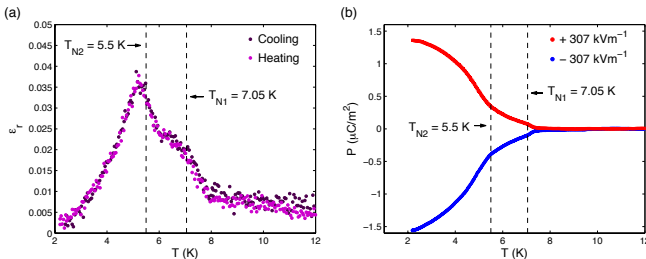 (a)
0.05
0.045
0.04
0.035
0.03
0.025
0.02
0.015
0.01
0.005
0
εr
T_N2 = 5.5 K
Cooling
Heating
T_N1 = 7.05 K
2 4 6 8 10 12
T (K)
(b)
1.5
1
0.5
0
−0.5
−1
−1.5
P (μC/m²)
+ 307 kVm⁻¹
− 307 kVm⁻¹
T_N1 = 7.05 K
T_N2 = 5.5 K
2 4 6 8 10 12
T (K)